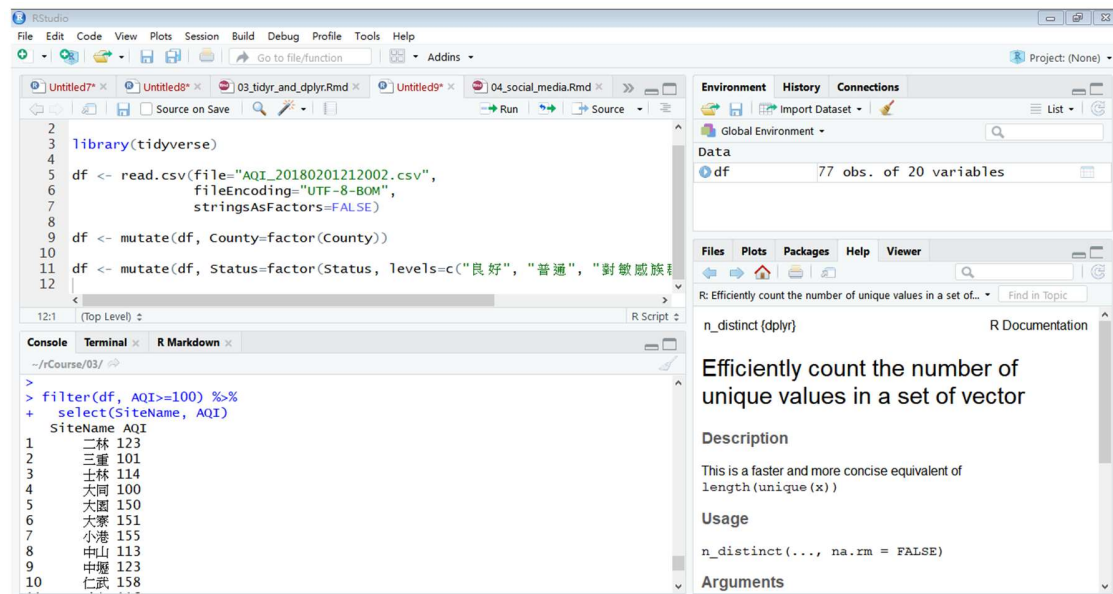 RStudio
File Edit Code View Plots Session Build Debug Profile Tools Help
Go to file/function Addins Project: (None)
Untitled7* Untitled8* 03_tidyr_and_dplyr.Rmd Untitled9* 04_social_media.Rmd
Source on Save Run Source
2
3 library(tidyverse)
4
5 df <- read.csv(file="AQI_20180201212002.csv",
6 fileEncoding="UTF-8-BOM",
7 stringsAsFactors=FALSE)
8
9 df <- mutate(df, County=factor(County))
10
11 df <- mutate(df, Status=factor(Status, levels=c("良好", "普通", "對敏感族
12
12:1 (Top Level) R Script
Console Terminal R Markdown
~/rCourse/03/
>
> filter(df, AQI>=100) %>%
+ select(SiteName, AQI)
SiteName AQI
1 二林 123
2 三重 101
3 士林 114
4 大同 100
5 大園 150
6 大寮 151
7 小港 155
8 中山 113
9 中壢 123
10 仁武 158
Environment History Connections
Import Dataset List
Global Environment
Data
df 77 obs. of 20 variables
Files Plots Packages Help Viewer
R: Efficiently count the number of unique values in a set of... Find in Topic
n_distinct {dplyr} R Documentation
Efficiently count the number of
unique values in a set of vector
Description
This is a faster and more concise equivalent of
length(unique(x))
Usage
n_distinct(..., na.rm = FALSE)
Arguments